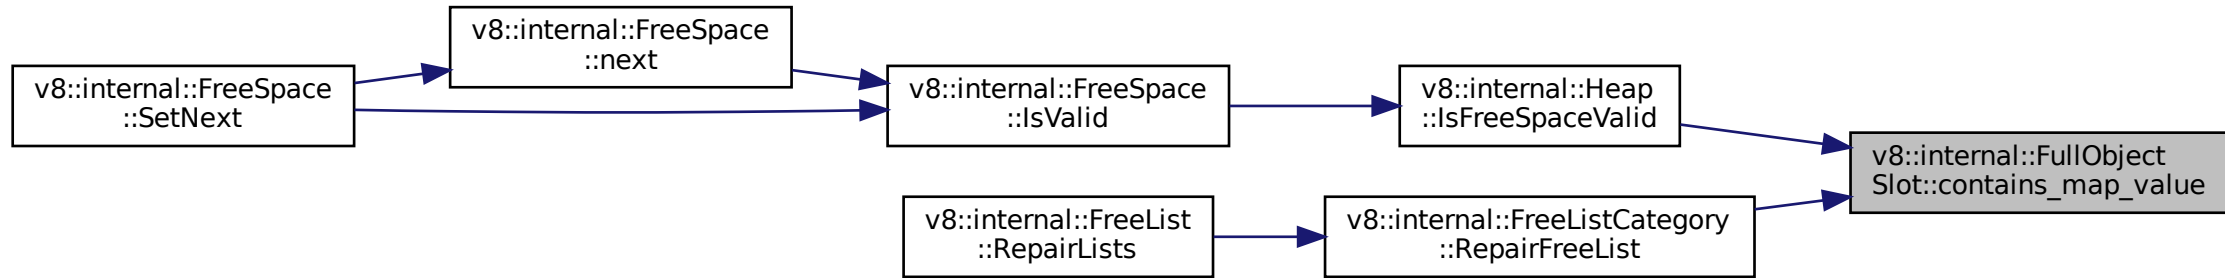 v8::internal::FreeSpace
::SetNext
v8::internal::FreeSpace
::next
v8::internal::FreeSpace
::IsValid
v8::internal::Heap
::IsFreeSpaceValid
v8::internal::FullObject
Slot::contains_map_value
v8::internal::FreeList
::RepairLists
v8::internal::FreeListCategory
::RepairFreeList